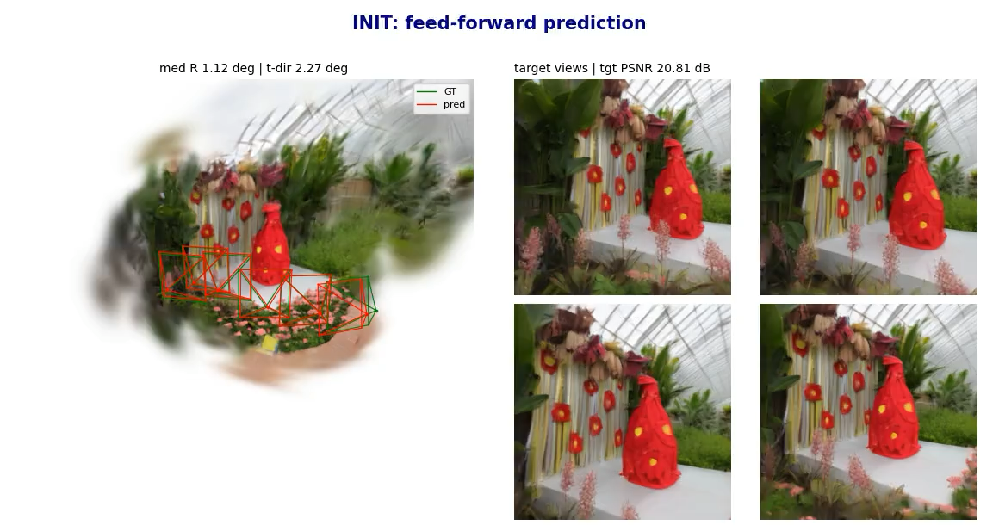 INIT: feed-forward prediction
med R 1.12 deg | t-dir 2.27 deg
target views | tgt PSNR 20.81 dB
GT
pred